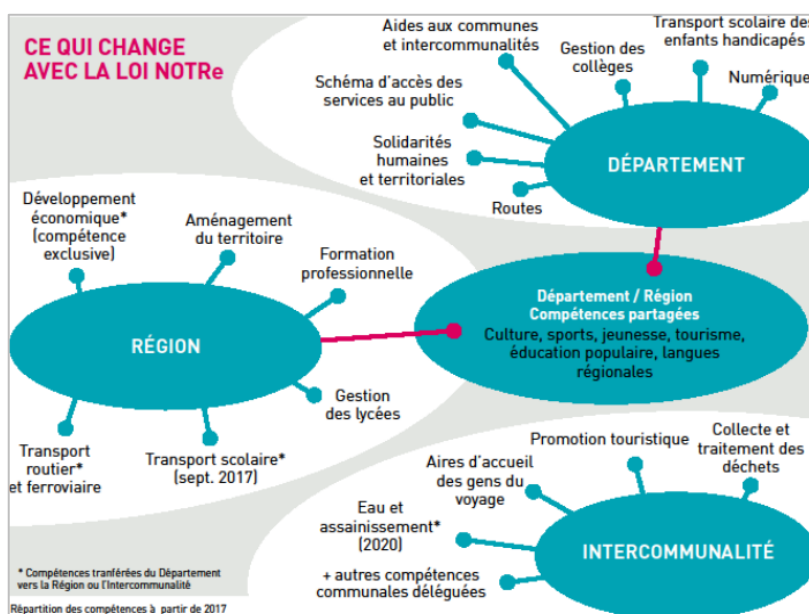 CE QUI CHANGE
AVEC LA LOI NOTRe
Aides aux communes
et intercommunalités
Gestion des
collèges
Transport scolaire des
enfants handicapés
Numérique
Schéma d'accès des
services au public
Solidarités
humaines
et territoriales
Routes
DÉPARTEMENT
Développement
économique*
(compétence
exclusive)
Aménagement
du territoire
Formation
professionnelle
RÉGION
Gestion
des lycées
Transport scolaire*
(sept. 2017)
Transport
routier*
et ferroviaire
Département / Région
Compétences partagées
Culture, sports, jeunesse, tourisme,
éducation populaire, langues
régionales
Collecte et
traitement des
déchets
Promotion touristique
Aires d'accueil
des gens du
voyage
Eau et
assainissement*
(2020)
+ autres compétences
communales déléguées
INTERCOMMUNALITÉ
* Compétences tranférées du Département
vers la Région ou l'Intercommunalité
Répartition des compétences à partir de 2017